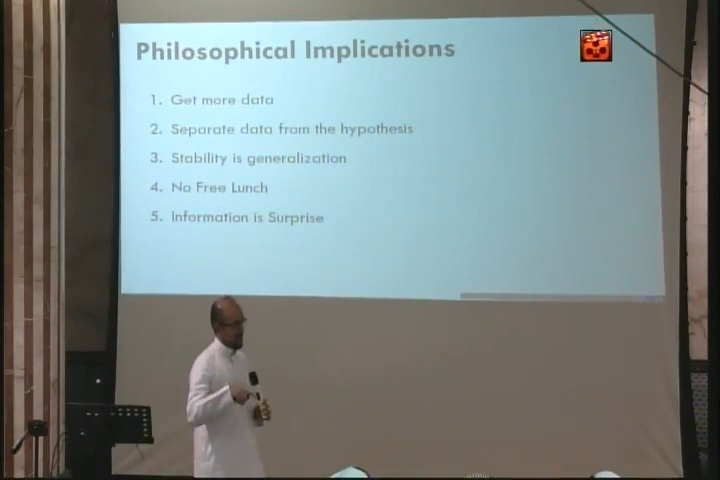 Philosophical Implications
1. Get more data
2. Separate data from the hypothesis
3. Stability is generalization
4. No Free Lunch
5. Information is Surprise